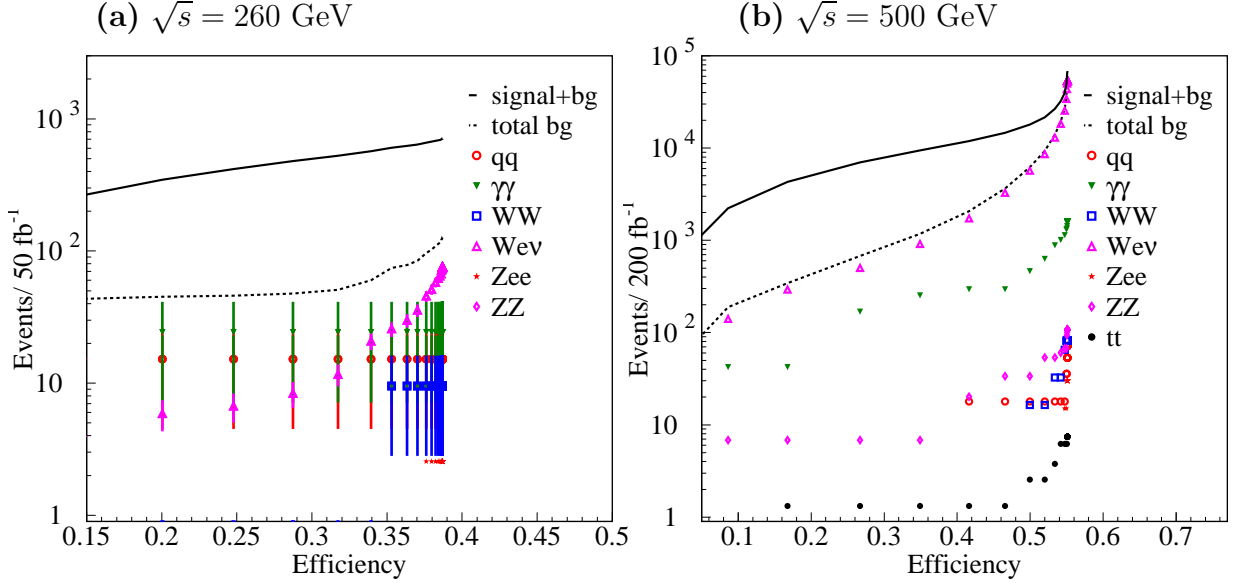 (a) √s = 260 GeV
Events/ 50 fb⁻¹
10³
10²
10
1
signal+bg
total bg
qq
γγ
WW
Weν
Zee
ZZ
0.15 0.2 0.25 0.3 0.35 0.4 0.45 0.5
Efficiency
(b) √s = 500 GeV
Events/ 200 fb⁻¹
10⁵
10⁴
10³
10²
10
1
signal+bg
total bg
qq
γγ
WW
Weν
Zee
ZZ
tt
0.1 0.2 0.3 0.4 0.5 0.6 0.7
Efficiency